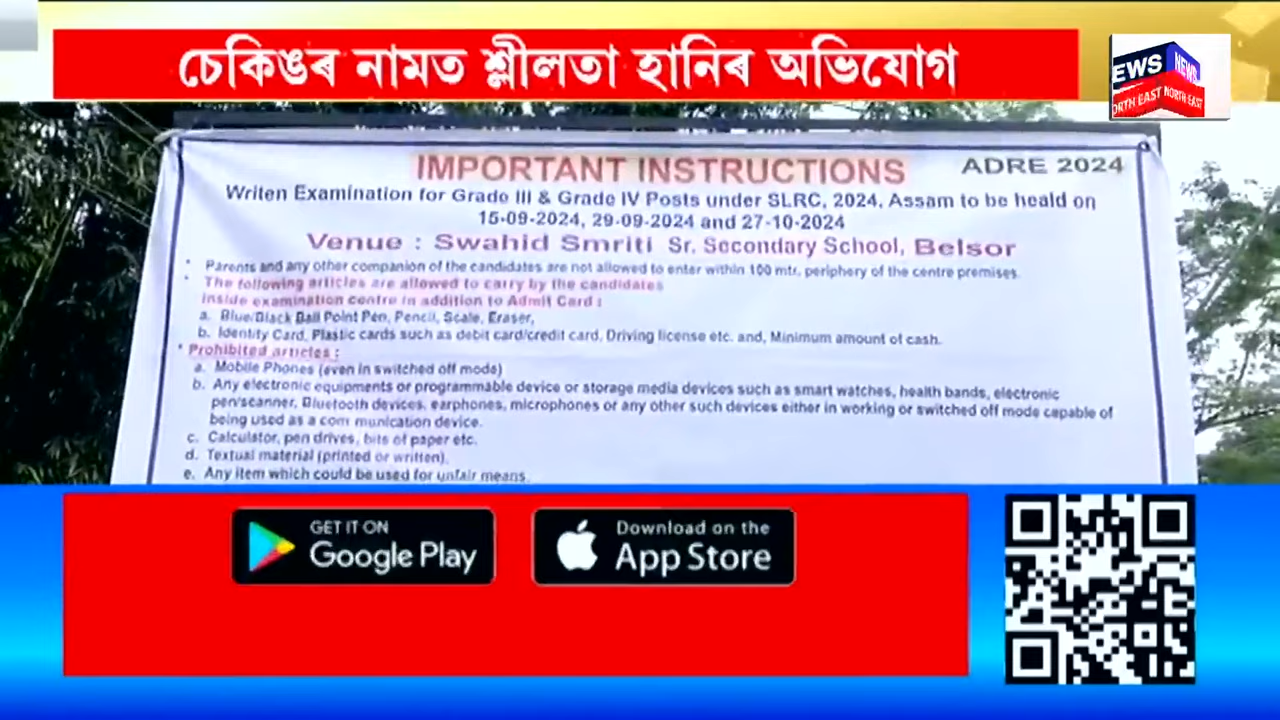 চেকিঙৰ নামত শ্লীলতা হানিৰ অভিযোগ
EWS NEWS
ORTH EAST NORTH EAST
IMPORTANT INSTRUCTIONS ADRE 2024
Writen Examination for Grade III & Grade IV Posts under SLRC, 2024, Assam to be heald on
15-09-2024, 29-09-2024 and 27-10-2024
Venue : Swahid Smriti Sr. Secondary School, Belsor
* Parents and any other companion of the candidates are not allowed to enter within 100 mtr. periphery of the centre premises.
* The following articles are allowed to carry by the candidates
inside examination centre in addition to Admit Card :
a. Blue/Black Ball Point Pen, Pencil, Scale, Eraser,
b. Identity Card, Plastic cards such as debit card/credit card, Driving license etc. and, Minimum amount of cash.
* Prohibited articles :
a. Mobile Phones (even in switched off mode)
b. Any electronic equipments or programmable device or storage media devices such as smart watches, health bands, electronic
pen/scanner, Bluetooth devices, earphones, microphones or any other such devices either in working or switched off mode capable of
being used as a com munication device.
c. Calculator, pen drives, bits of paper etc.
d. Textual material (printed or written).
e. Any item which could be used for unfair means.
GET IT ON
Google Play
Download on the
App Store